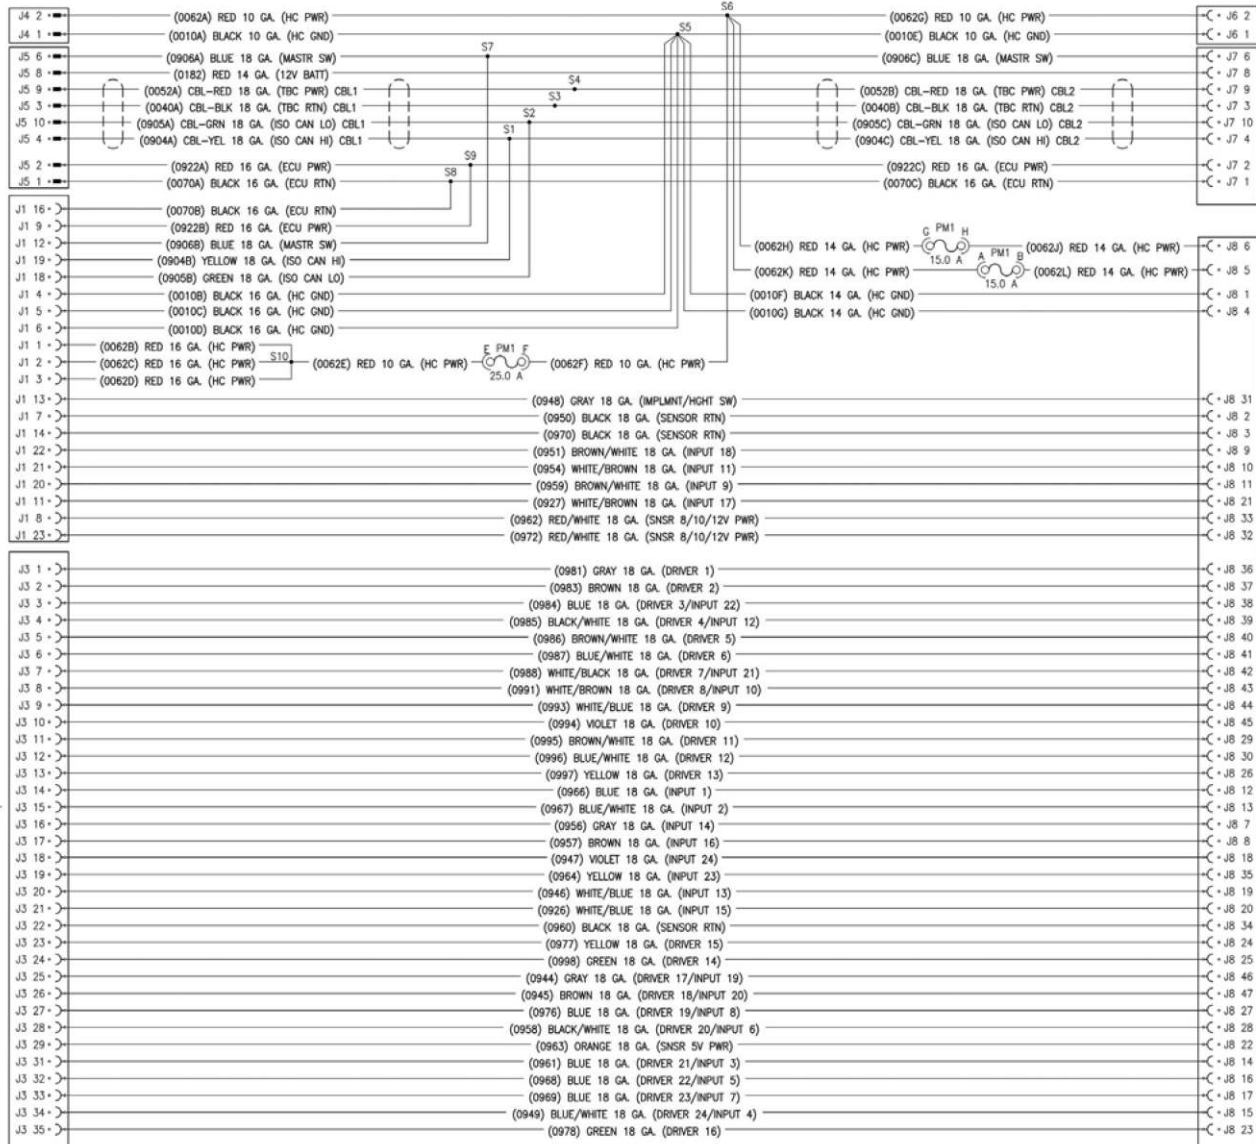 S6
J4 2 (0062A) RED 10 GA. (HC PWR) (0062G) RED 10 GA. (HC PWR) J6 2
S5
J4 1 (0010A) BLACK 10 GA. (HC GND) (0010E) BLACK 10 GA. (HC GND) J6 1
S7
J5 6 (0906A) BLUE 18 GA. (MASTR SW) (0906C) BLUE 18 GA. (MASTR SW) J7 6
J5 8 (0182) RED 14 GA. (12V BATT) J7 8
S4
J5 9 (0052A) CBL-RED 18 GA. (TBC PWR) CBL1 (0052B) CBL-RED 18 GA. (TBC PWR) CBL2 J7 9
S3
J5 3 (0040A) CBL-BLK 18 GA. (TBC RTN) CBL1 (0040B) CBL-BLK 18 GA. (TBC RTN) CBL2 J7 3
S2
J5 10 (0905A) CBL-GRN 18 GA. (ISO CAN LO) CBL1 (0905C) CBL-GRN 18 GA. (ISO CAN LO) CBL2 J7 10
S1
J5 4 (0904A) CBL-YEL 18 GA. (ISO CAN HI) CBL1 (0904C) CBL-YEL 18 GA. (ISO CAN HI) CBL2 J7 4
S9
J5 2 (0922A) RED 16 GA. (ECU PWR) (0922C) RED 16 GA. (ECU PWR) J7 2
S8
J5 1 (0070A) BLACK 16 GA. (ECU RTN) (0070C) BLACK 16 GA. (ECU RTN) J7 1
J1 16 (0070B) BLACK 16 GA. (ECU RTN)
J1 9 (0922B) RED 16 GA. (ECU PWR)
J1 12 (0906B) BLUE 18 GA. (MASTR SW)
G PM1 H
(0062H) RED 14 GA. (HC PWR) (0062J) RED 14 GA. (HC PWR) J8 6
15.0 A
J1 19 (0904B) YELLOW 18 GA. (ISO CAN HI)
A PM1 B
(0062K) RED 14 GA. (HC PWR) (0062L) RED 14 GA. (HC PWR) J8 5
15.0 A
J1 18 (0905B) GREEN 18 GA. (ISO CAN LO)
J1 4 (0010B) BLACK 16 GA. (HC GND) (0010F) BLACK 14 GA. (HC GND) J8 1
J1 5 (0010C) BLACK 16 GA. (HC GND) (0010G) BLACK 14 GA. (HC GND) J8 4
J1 6 (0010D) BLACK 16 GA. (HC GND)
J1 1 (0062B) RED 16 GA. (HC PWR)
E PM1 F
J1 2 (0062C) RED 16 GA. (HC PWR) S10 (0062E) RED 10 GA. (HC PWR) (0062F) RED 10 GA. (HC PWR)
25.0 A
J1 3 (0062D) RED 16 GA. (HC PWR)
J1 13 (0948) GRAY 18 GA. (IMPLMNT/HGHT SW) J8 31
J1 7 (0950) BLACK 18 GA. (SENSOR RTN) J8 2
J1 14 (0970) BLACK 18 GA. (SENSOR RTN) J8 3
J1 22 (0951) BROWN/WHITE 18 GA. (INPUT 18) J8 9
J1 21 (0954) WHITE/BROWN 18 GA. (INPUT 11) J8 10
J1 20 (0959) BROWN/WHITE 18 GA. (INPUT 9) J8 11
J1 11 (0927) WHITE/BROWN 18 GA. (INPUT 17) J8 21
J1 8 (0962) RED/WHITE 18 GA. (SNSR 8/10/12V PWR) J8 33
J1 23 (0972) RED/WHITE 18 GA. (SNSR 8/10/12V PWR) J8 32
J3 1 (0981) GRAY 18 GA. (DRIVER 1) J8 36
J3 2 (0983) BROWN 18 GA. (DRIVER 2) J8 37
J3 3 (0984) BLUE 18 GA. (DRIVER 3/INPUT 22) J8 38
J3 4 (0985) BLACK/WHITE 18 GA. (DRIVER 4/INPUT 12) J8 39
J3 5 (0986) BROWN/WHITE 18 GA. (DRIVER 5) J8 40
J3 6 (0987) BLUE/WHITE 18 GA. (DRIVER 6) J8 41
J3 7 (0988) WHITE/BLACK 18 GA. (DRIVER 7/INPUT 21) J8 42
J3 8 (0991) WHITE/BROWN 18 GA. (DRIVER 8/INPUT 10) J8 43
J3 9 (0993) WHITE/BLUE 18 GA. (DRIVER 9) J8 44
J3 10 (0994) VIOLET 18 GA. (DRIVER 10) J8 45
J3 11 (0995) BROWN/WHITE 18 GA. (DRIVER 11) J8 29
J3 12 (0996) BLUE/WHITE 18 GA. (DRIVER 12) J8 30
J3 13 (0997) YELLOW 18 GA. (DRIVER 13) J8 26
J3 14 (0966) BLUE 18 GA. (INPUT 1) J8 12
J3 15 (0967) BLUE/WHITE 18 GA. (INPUT 2) J8 13
J3 16 (0956) GRAY 18 GA. (INPUT 14) J8 7
J3 17 (0957) BROWN 18 GA. (INPUT 16) J8 8
J3 18 (0947) VIOLET 18 GA. (INPUT 24) J8 18
J3 19 (0964) YELLOW 18 GA. (INPUT 23) J8 35
J3 20 (0946) WHITE/BLUE 18 GA. (INPUT 13) J8 19
J3 21 (0926) WHITE/BLUE 18 GA. (INPUT 15) J8 20
J3 22 (0960) BLACK 18 GA. (SENSOR RTN) J8 34
J3 23 (0977) YELLOW 18 GA. (DRIVER 15) J8 24
J3 24 (0998) GREEN 18 GA. (DRIVER 14) J8 25
J3 25 (0944) GRAY 18 GA. (DRIVER 17/INPUT 19) J8 46
J3 26 (0945) BROWN 18 GA. (DRIVER 18/INPUT 20) J8 47
J3 27 (0976) BLUE 18 GA. (DRIVER 19/INPUT 8) J8 27
J3 28 (0958) BLACK/WHITE 18 GA. (DRIVER 20/INPUT 6) J8 28
J3 29 (0963) ORANGE 18 GA. (SNSR 5V PWR) J8 22
J3 31 (0961) BLUE 18 GA. (DRIVER 21/INPUT 3) J8 14
J3 32 (0968) BLUE 18 GA. (DRIVER 22/INPUT 5) J8 16
J3 33 (0969) BLUE 18 GA. (DRIVER 23/INPUT 7) J8 17
J3 34 (0949) BLUE/WHITE 18 GA. (DRIVER 24/INPUT 4) J8 15
J3 35 (0978) GREEN 18 GA. (DRIVER 16) J8 23